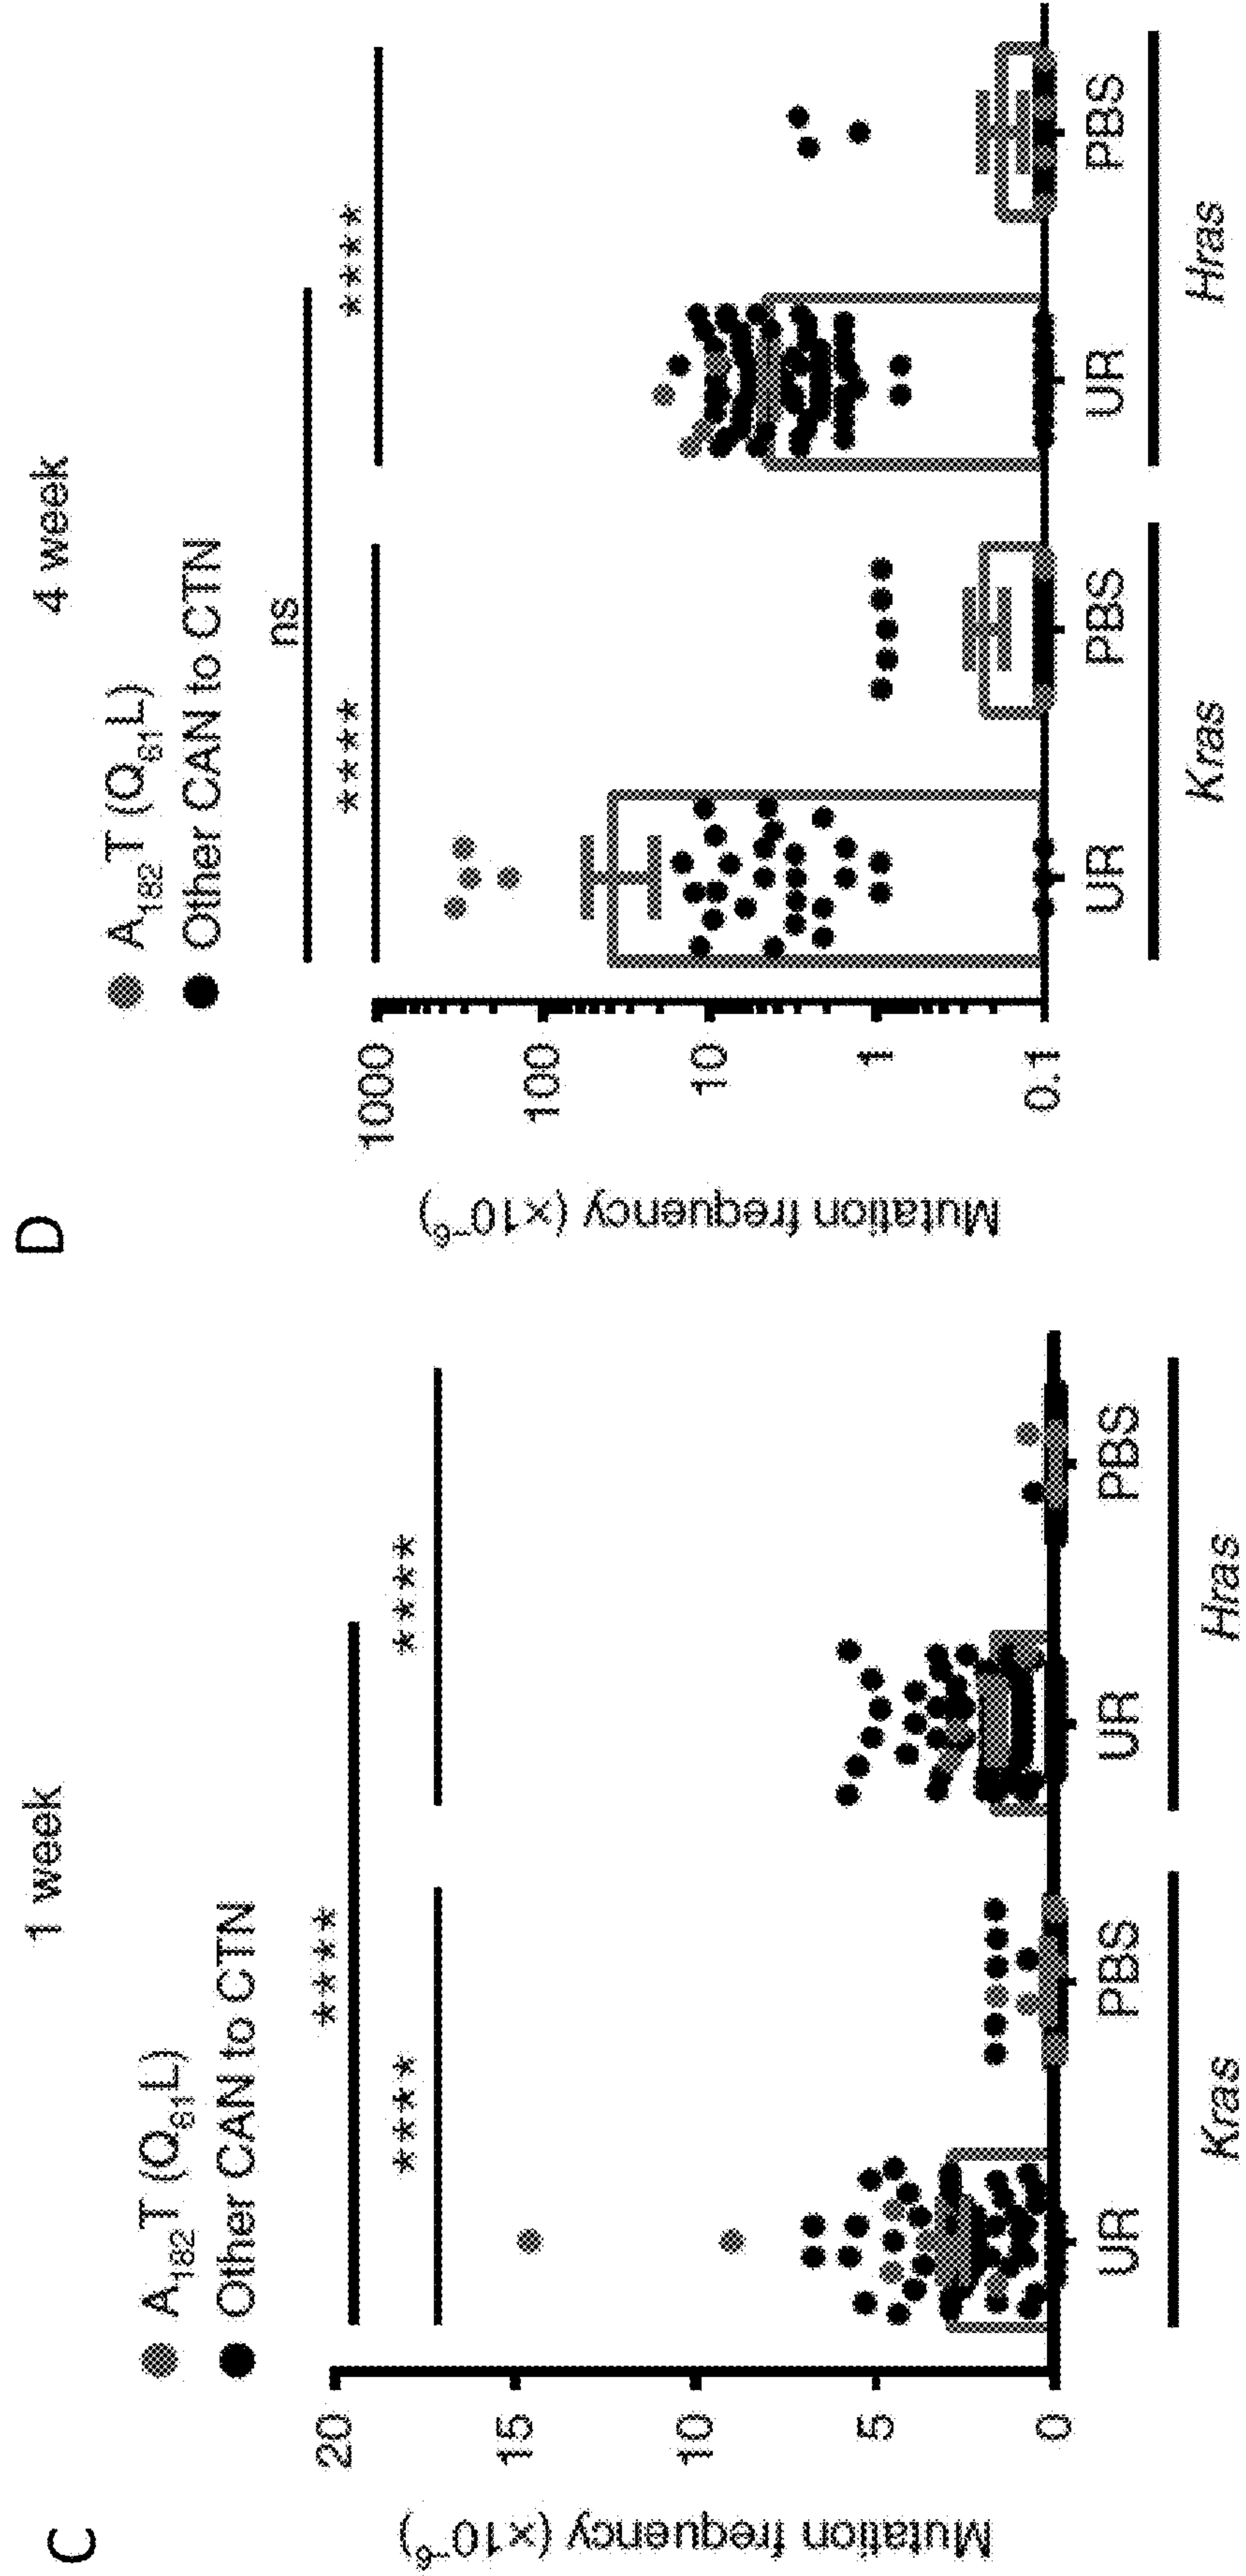 C
1 week
A182T (Q61L)
Other CAN to CTN
****
**** ****
Mutation frequency (×10−6)
20
15
10
5
0
UR PBS UR PBS
Kras Hras
D
4 week
A182T (Q61L)
Other CAN to CTN
ns
**** ****
Mutation frequency (×10−6)
1000
100
10
1
0.1
UR PBS UR PBS
Kras Hras